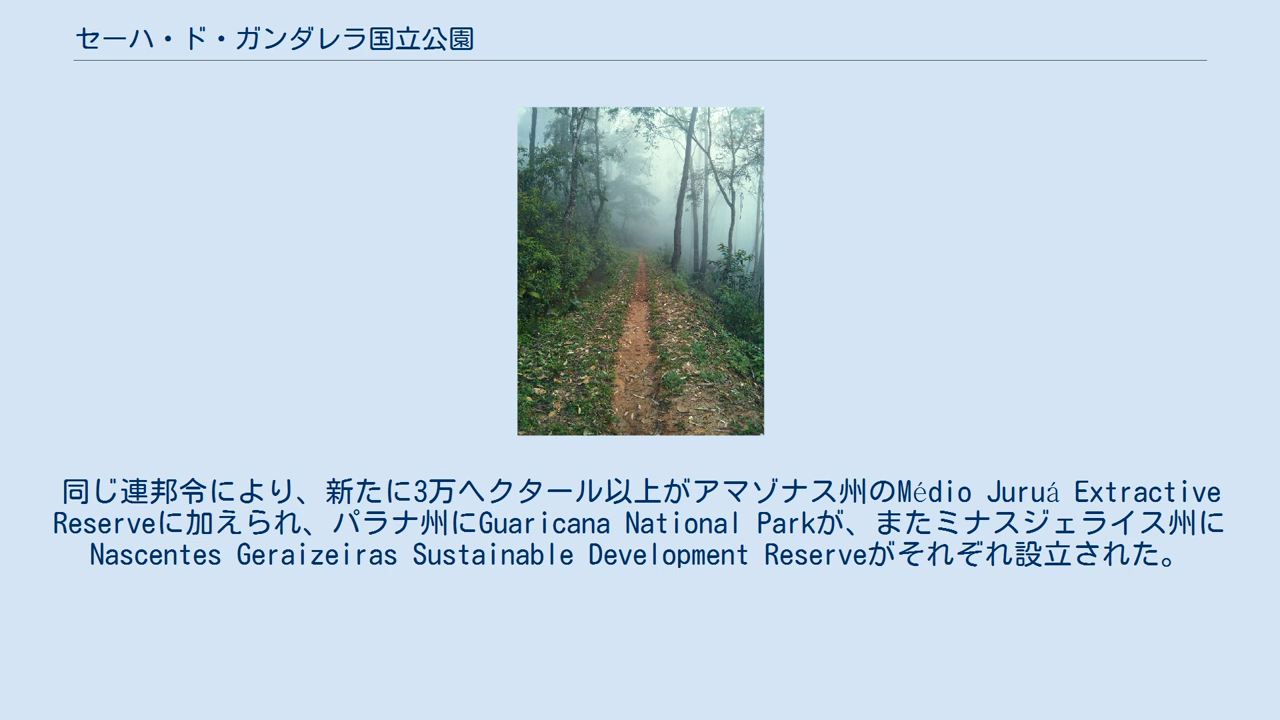 セーハ・ド・ガンダレラ国立公園
同じ連邦令により、新たに3万ヘクタール以上がアマゾナス州のMédio Juruá Extractive
Reserveに加えられ、パラナ州にGuaricana National Parkが、またミナスジェライス州に
Nascentes Geraizeiras Sustainable Development Reserveがそれぞれ設立された。